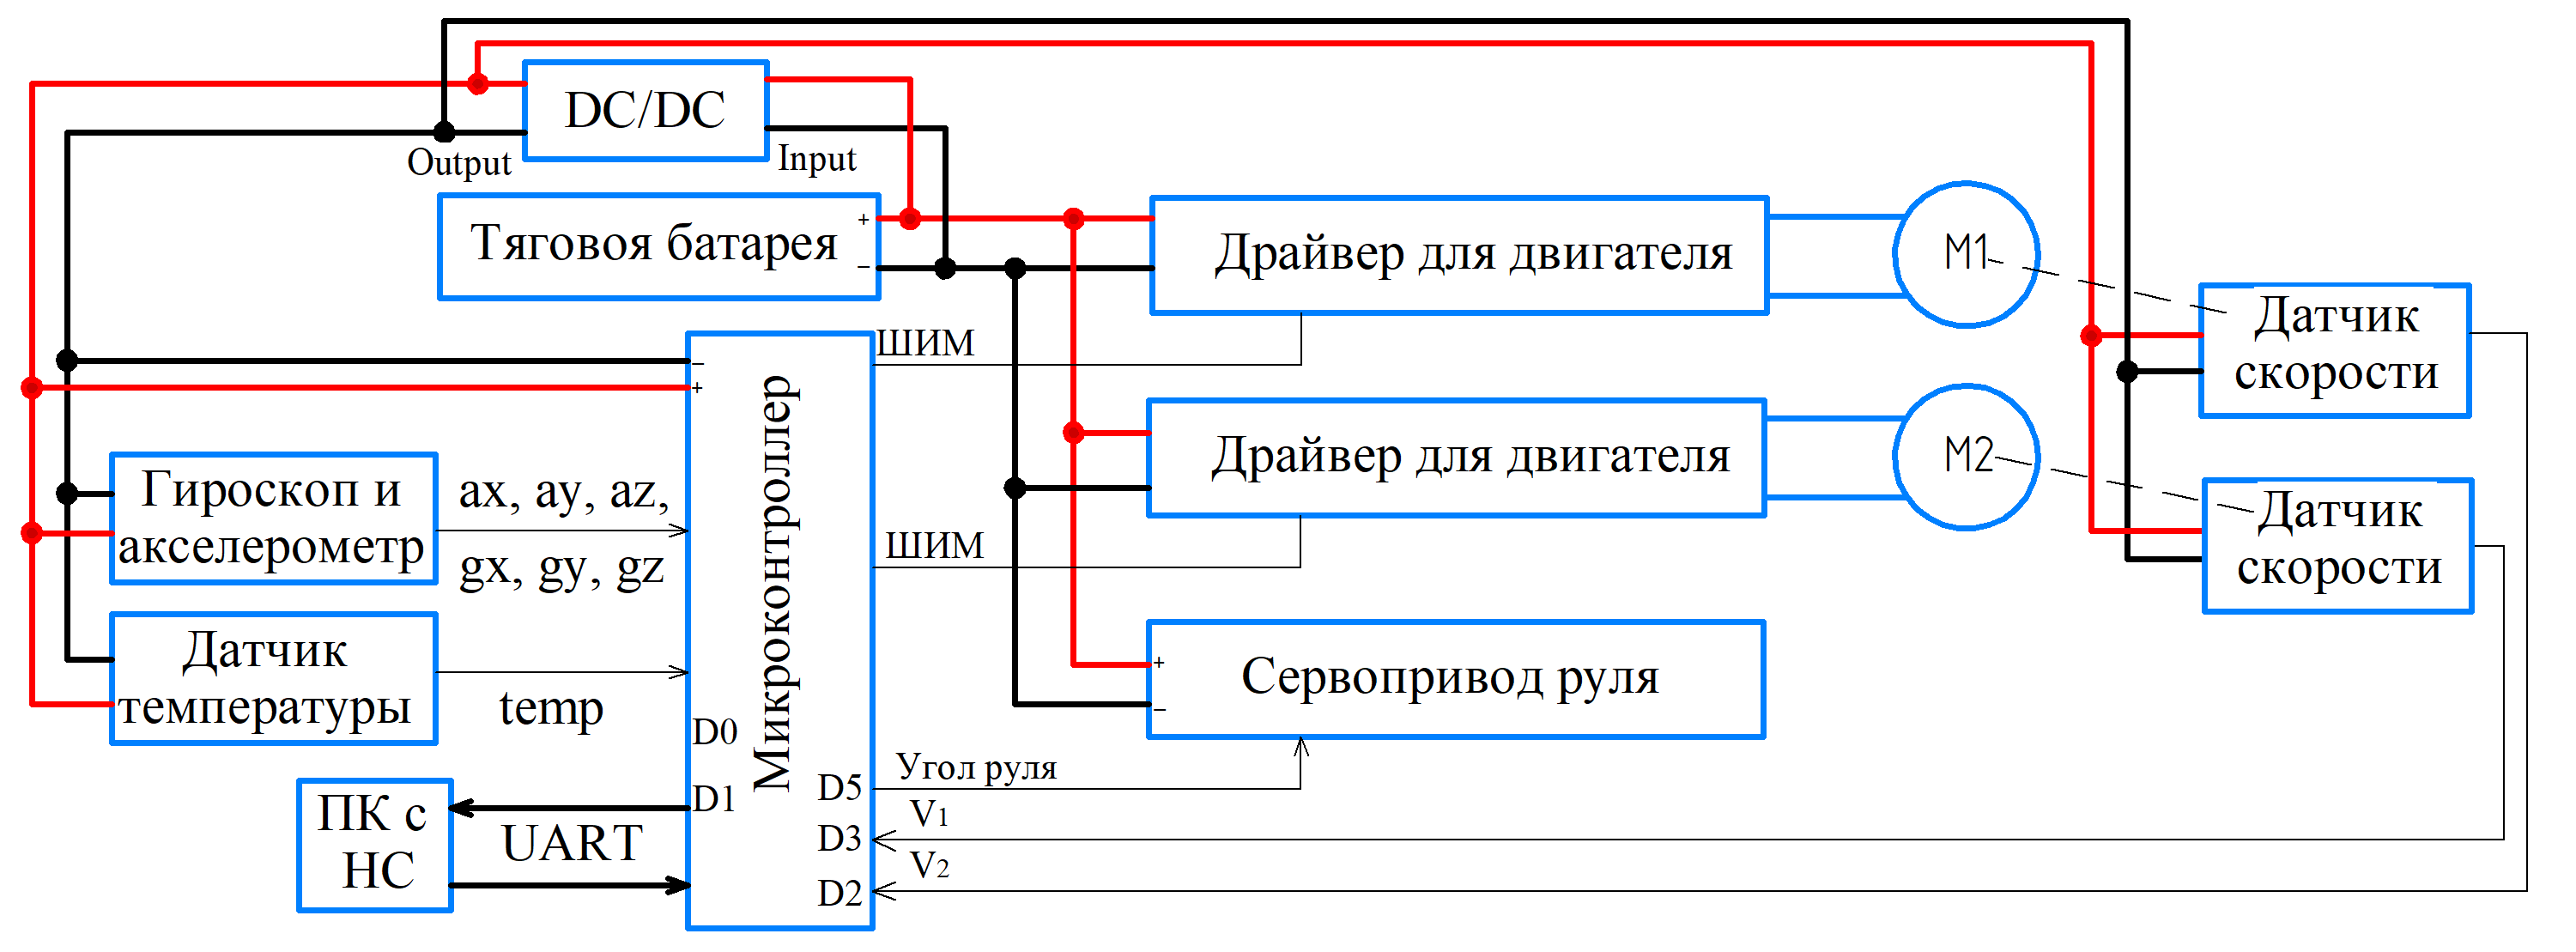 DC/DC
Output
Input
Тяговоя батарея
+
−
Драйвер для двигателя
М1
Датчик
скорости
ШИМ
−
+
Микроконтроллер
Драйвер для двигателя
М2
Датчик
скорости
Гироскоп и
акселерометр
ax, ay, az,
gx, gy, gz
ШИМ
Датчик
температуры
temp
Сервопривод руля
+
−
D0
D1
ПК с
НС
UART
D5
Угол руля
D3
V1
D2
V2